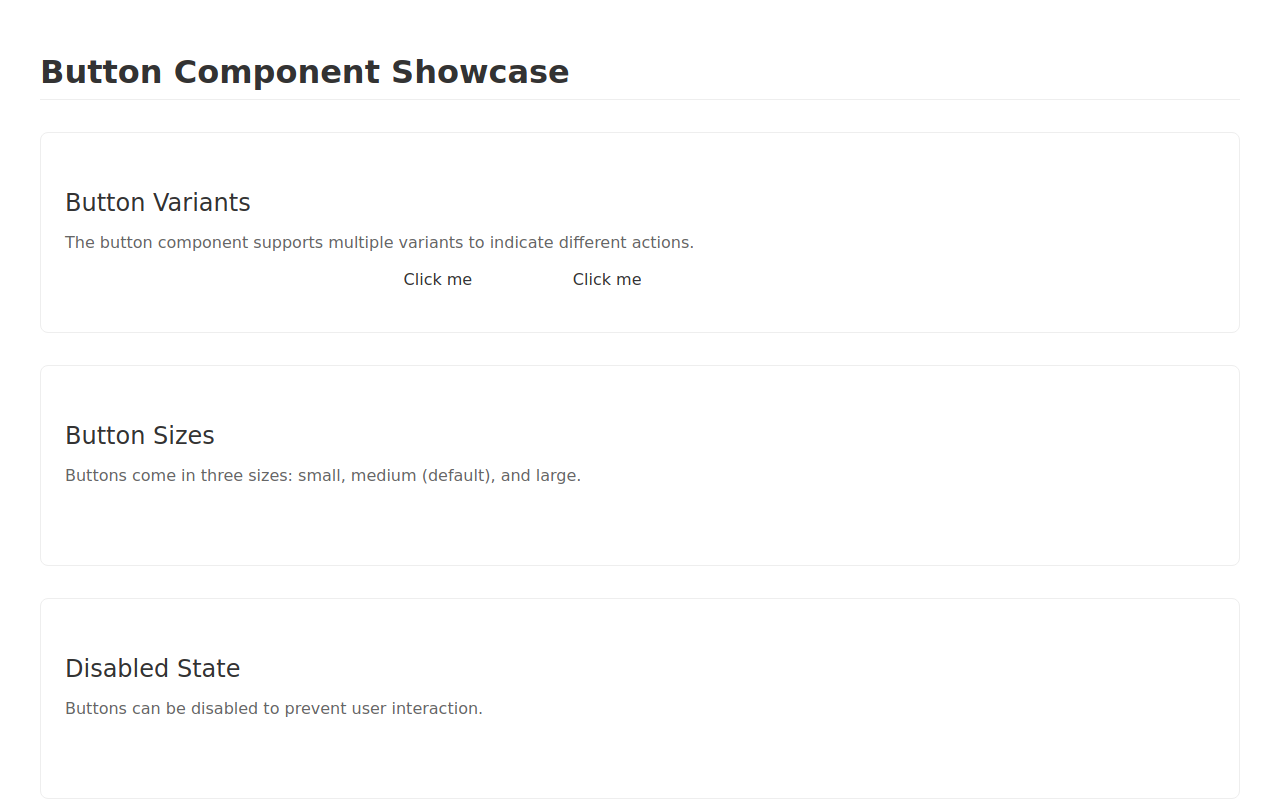 Button Component Showcase
Button Variants
The button component supports multiple variants to indicate different actions.
Click me Click me
Button Sizes
Buttons come in three sizes: small, medium (default), and large.
Disabled State
Buttons can be disabled to prevent user interaction.